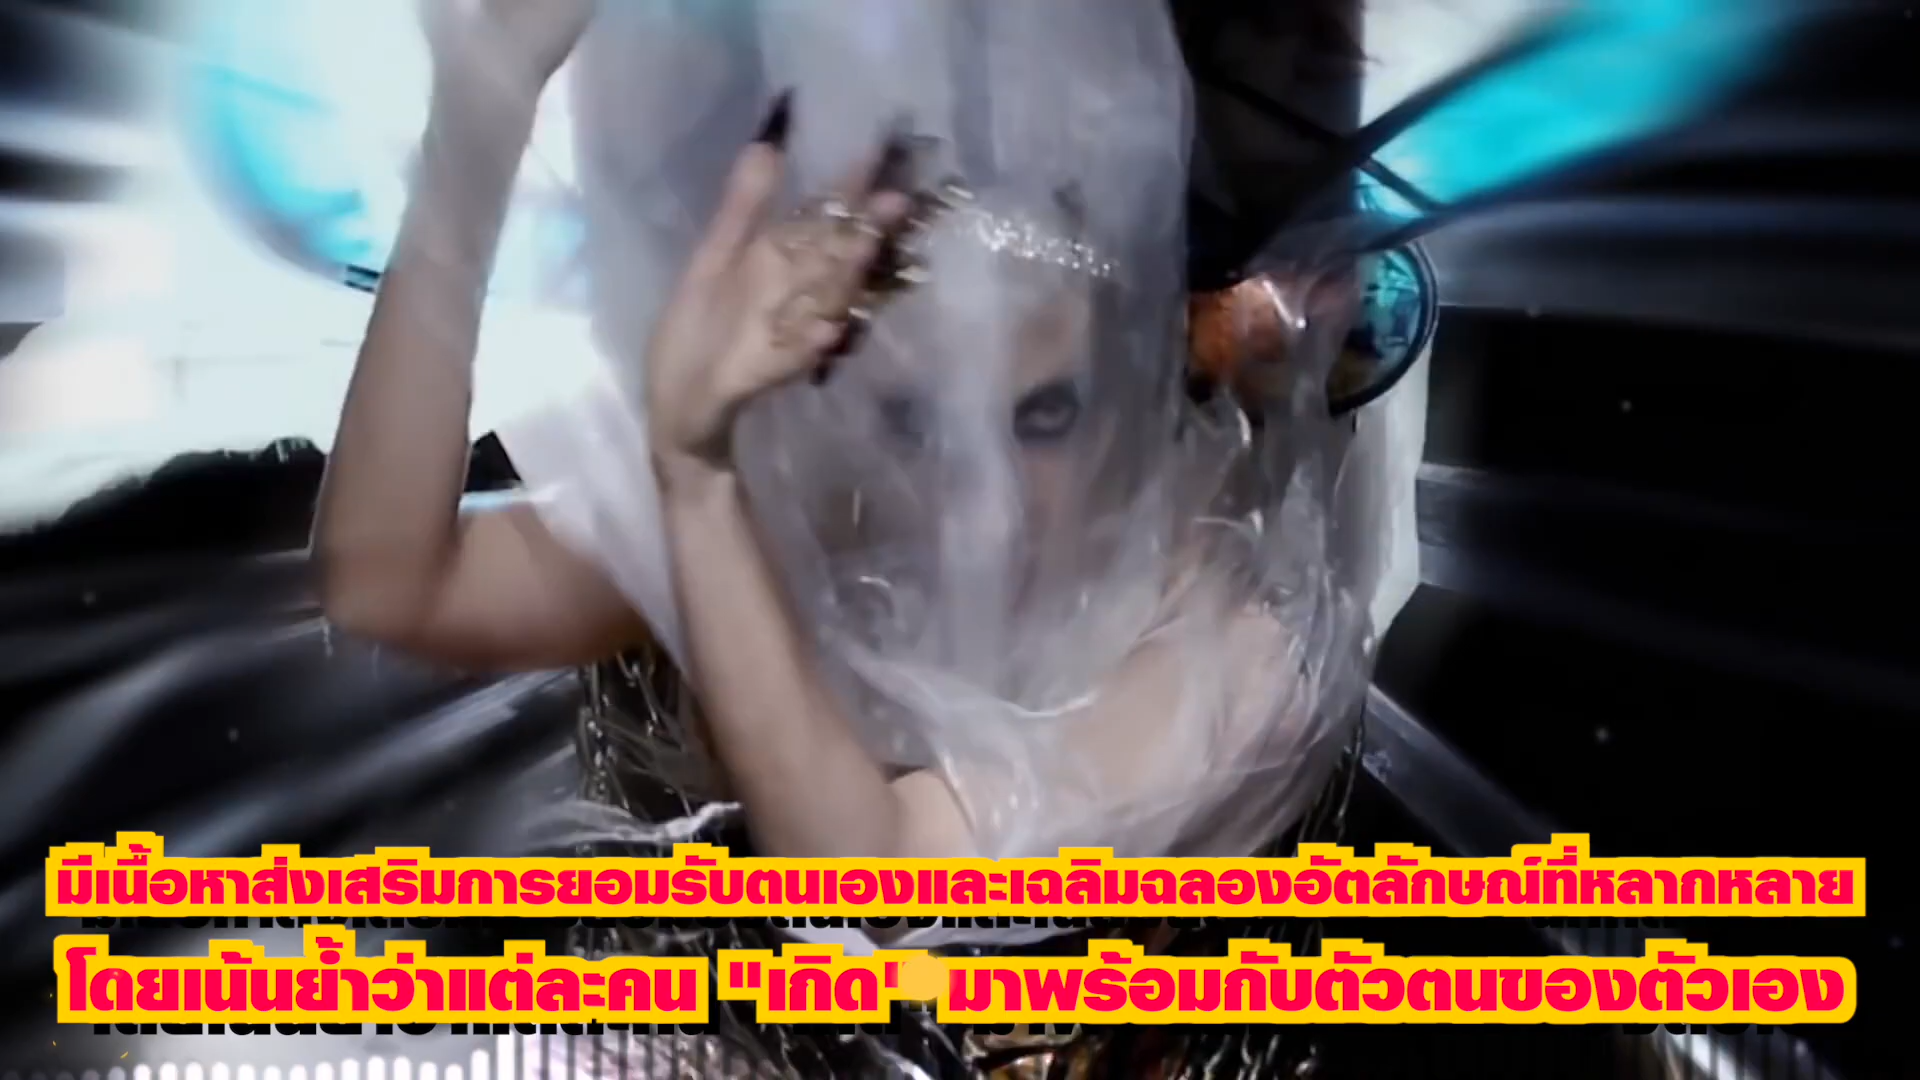 มีเนื้อหาส่งเสริมการยอมรับตนเองและเฉลิมฉลองอัตลักษณ์ที่หลากหลาย
โดยเน้นย้ำว่าแต่ละคน "เกิด" มาพร้อมกับตัวตนของตัวเอง